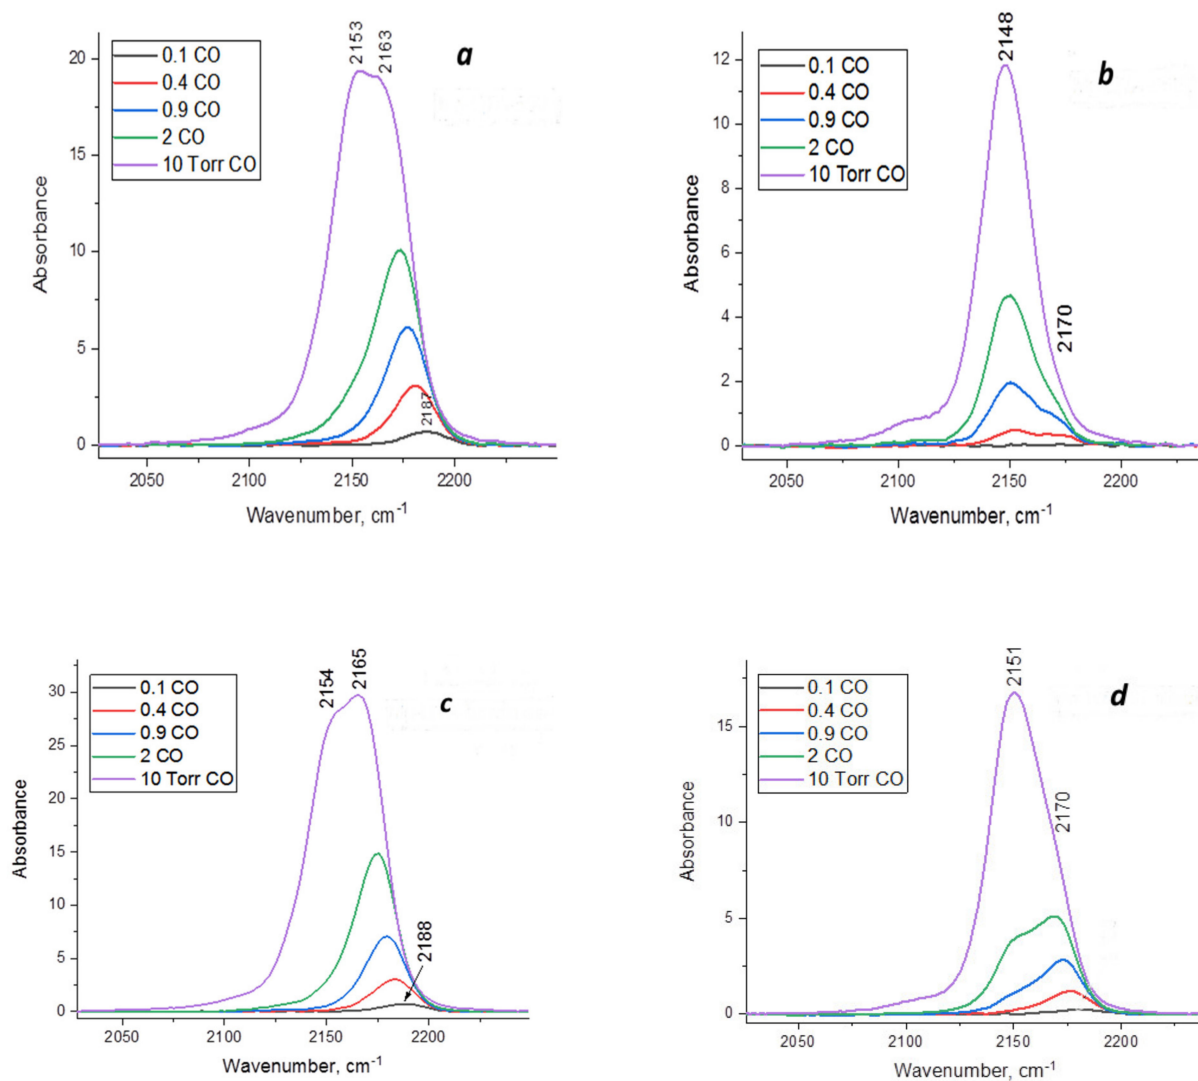 a
2153
2163
0.1 CO
0.4 CO
0.9 CO
2 CO
10 Torr CO
20
15
10
5
0
2187
2050
2100
2150
2200
Absorbance
Wavenumber, cm-1
b
2148
0.1 CO
0.4 CO
0.9 CO
2 CO
10 Torr CO
12
10
8
6
4
2
0
2170
2050
2100
2150
2200
Absorbance
Wavenumber, cm-1
c
2154
2165
0.1 CO
0.4 CO
0.9 CO
2 CO
10 Torr CO
30
25
20
15
10
5
0
2188
2050
2100
2150
2200
Absorbance
Wavenumber, cm-1
d
2151
0.1 CO
0.4 CO
0.9 CO
2 CO
10 Torr CO
15
10
5
0
2170
2050
2100
2150
2200
Absorbance
Wavenumber, cm-1